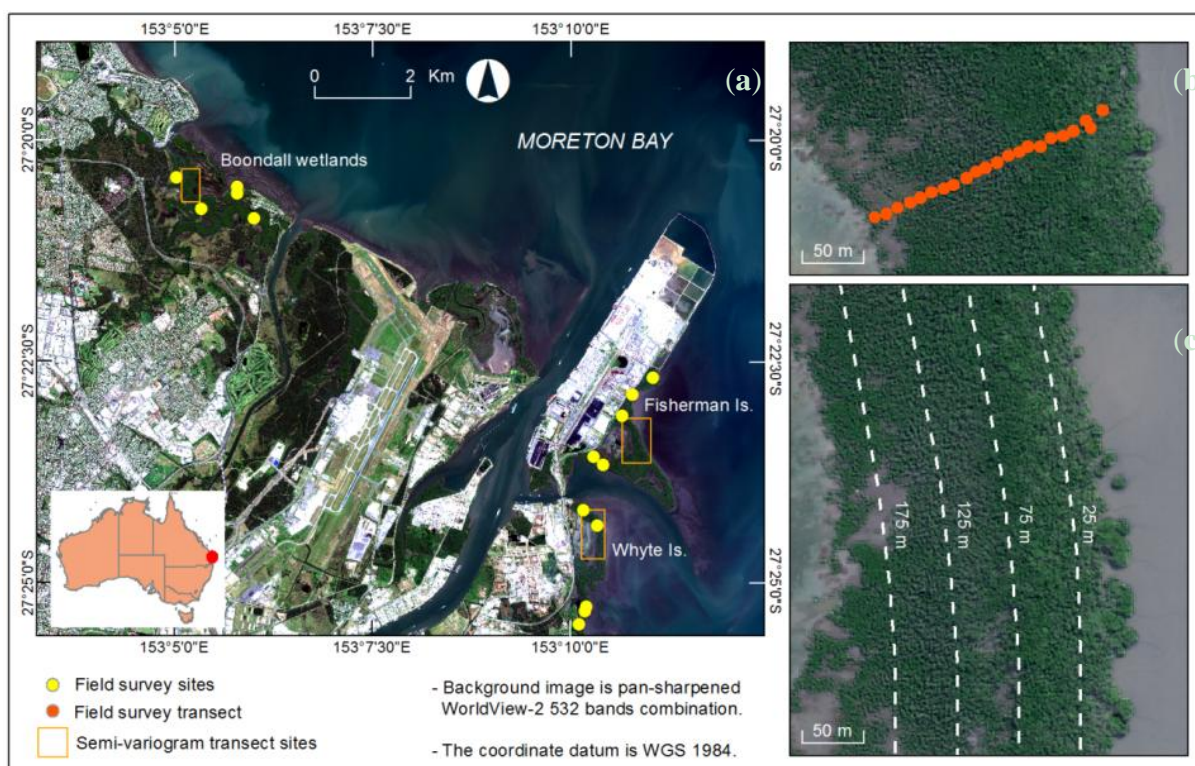 153°5'0"E
153°7'30"E
153°10'0"E
0 2 Km
(a)
MORETON BAY
Boondall wetlands
27°20'0"S
27°20'0"S
27°22'30"S
27°22'30"S
Fisherman Is.
Whyte Is.
27°25'0"S
27°25'0"S
153°5'0"E
153°7'30"E
153°10'0"E
Field survey sites
Field survey transect
Semi-variogram transect sites
- Background image is pan-sharpened
WorldView-2 532 bands combination.
- The coordinate datum is WGS 1984.
(b
50 m
(c
175 m
125 m
75 m
25 m
50 m